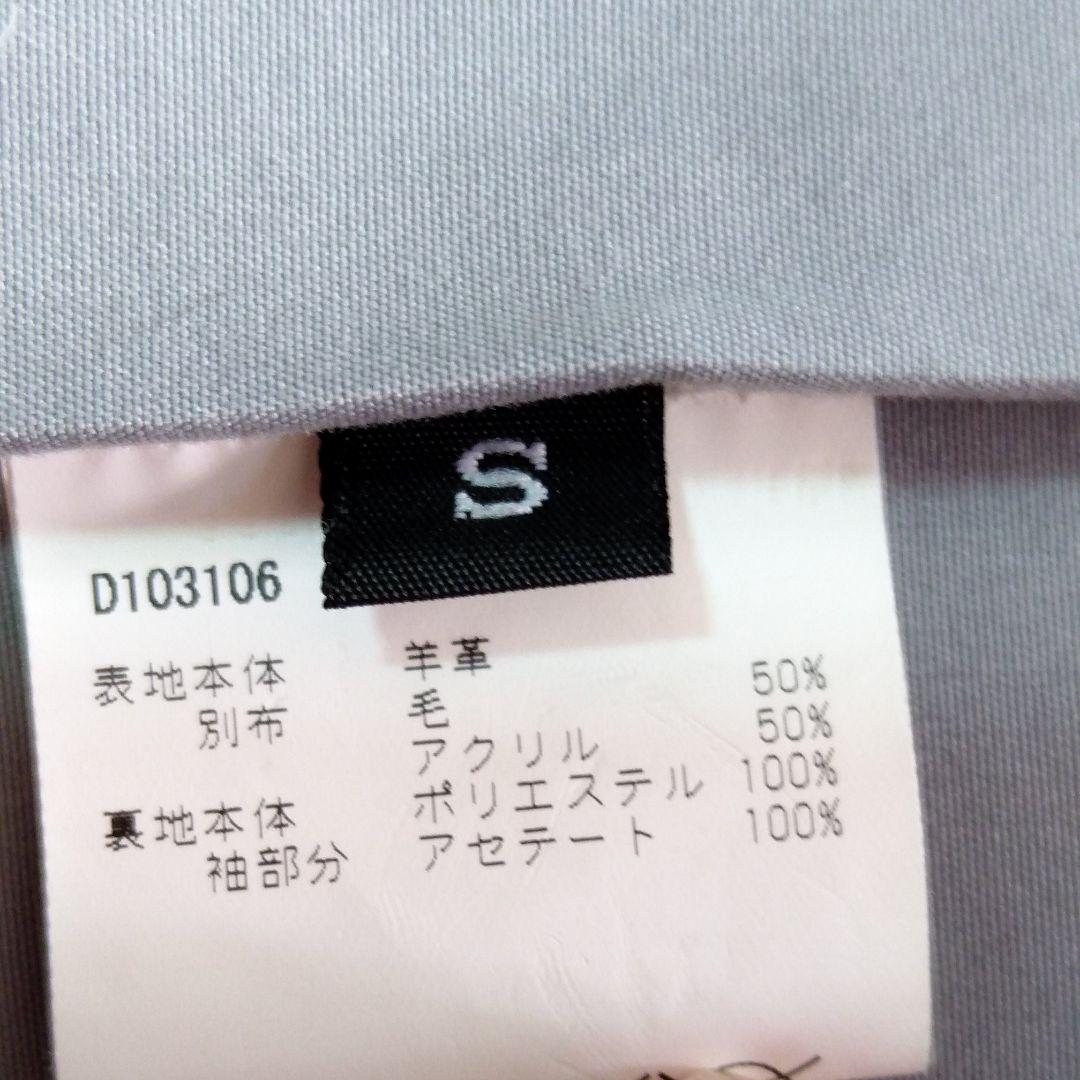 S
D103106
表地本体 羊革
別布 毛 50%
アクリル 50%
裏地本体 ポリエステル 100%
袖部分 アセテート 100%